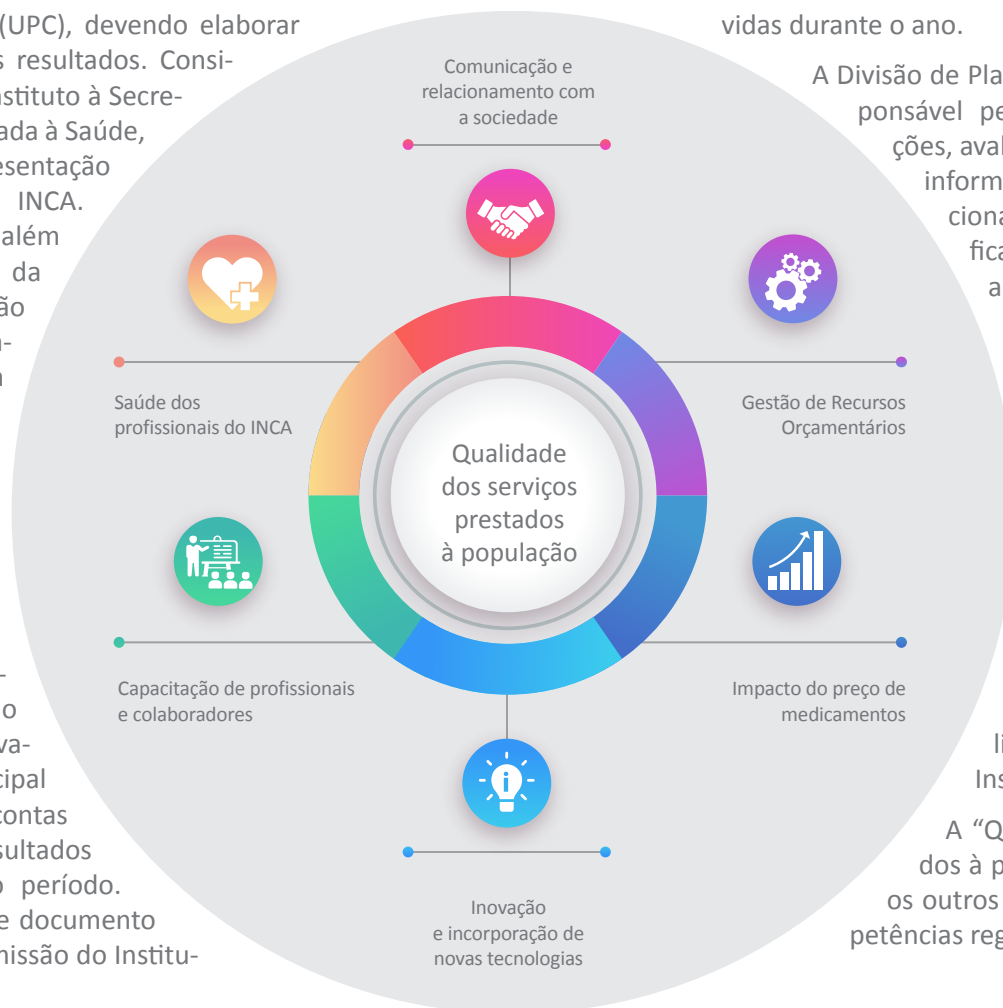 (UPC), devendo elaborar
s resultados. Consi-
nstituto à Secre-
ada à Saúde,
esentação
INCA.
além
da
ão
Comunicação e
relacionamento com
a sociedade
Saúde dos
profissionais do INCA
Gestão de Recursos
Orçamentários
Qualidade
dos serviços
prestados
à população
Capacitação de profissionais
e colaboradores
Impacto do preço de
medicamentos
Inovação
e incorporação de
novas tecnologias
-
o
va-
cipal
contas
sultados
o período.
e documento
missão do Institu-
vidas durante o ano.
A Divisão de Pla
ponsável pe
ções, aval
inform
ciona
fica
a
li
Ins
A “Q
dos à p
os outros
petências reg